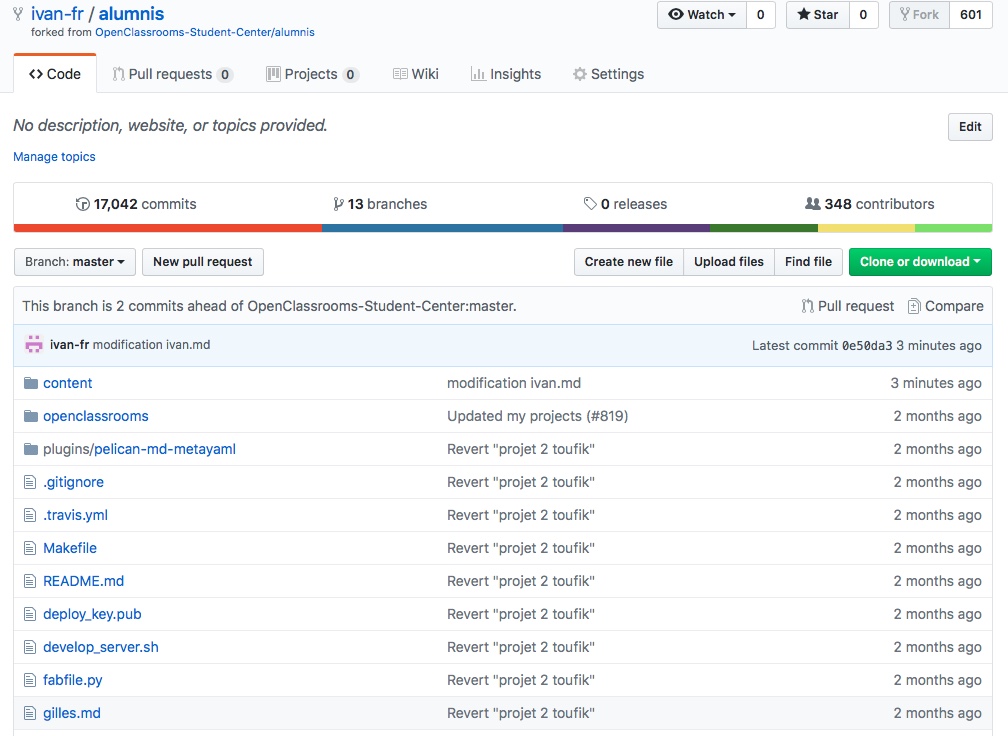 ivan-fr / alumnis
Watch 0 Star 0 Fork 601
forked from OpenClassrooms-Student-Center/alumnis
Code Pull requests 0 Projects 0 Wiki Insights Settings
No description, website, or topics provided.
Edit
Manage topics
17,042 commits 13 branches 0 releases 348 contributors
Branch: master New pull request Create new file Upload files Find file Clone or download
This branch is 2 commits ahead of OpenClassrooms-Student-Center:master. Pull request Compare
ivan-fr modification ivan.md Latest commit 0e50da3 3 minutes ago
content modification ivan.md 3 minutes ago
openclassrooms Updated my projects (#819) 2 months ago
plugins/pelican-md-metayaml Revert "projet 2 toufik" 2 months ago
.gitignore Revert "projet 2 toufik" 2 months ago
.travis.yml Revert "projet 2 toufik" 2 months ago
Makefile Revert "projet 2 toufik" 2 months ago
README.md Revert "projet 2 toufik" 2 months ago
deploy_key.pub Revert "projet 2 toufik" 2 months ago
develop_server.sh Revert "projet 2 toufik" 2 months ago
fabfile.py Revert "projet 2 toufik" 2 months ago
gilles.md Revert "projet 2 toufik" 2 months ago